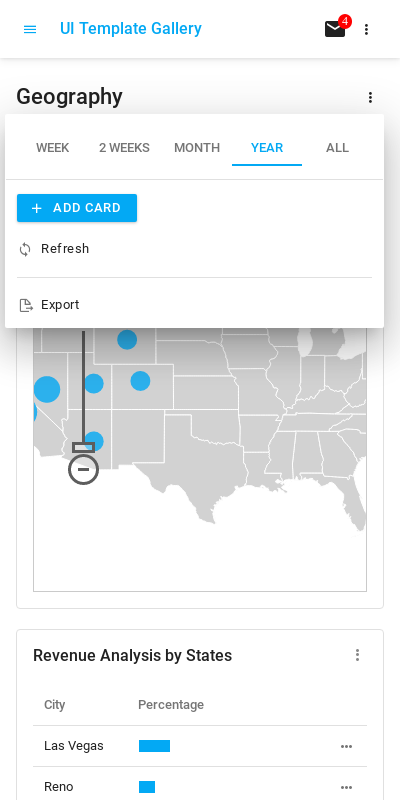 UI Template Gallery
4
Geography
WEEK 2 WEEKS MONTH YEAR ALL
ADD CARD
Refresh
Export
Revenue Analysis by States
City Percentage
Las Vegas
Reno